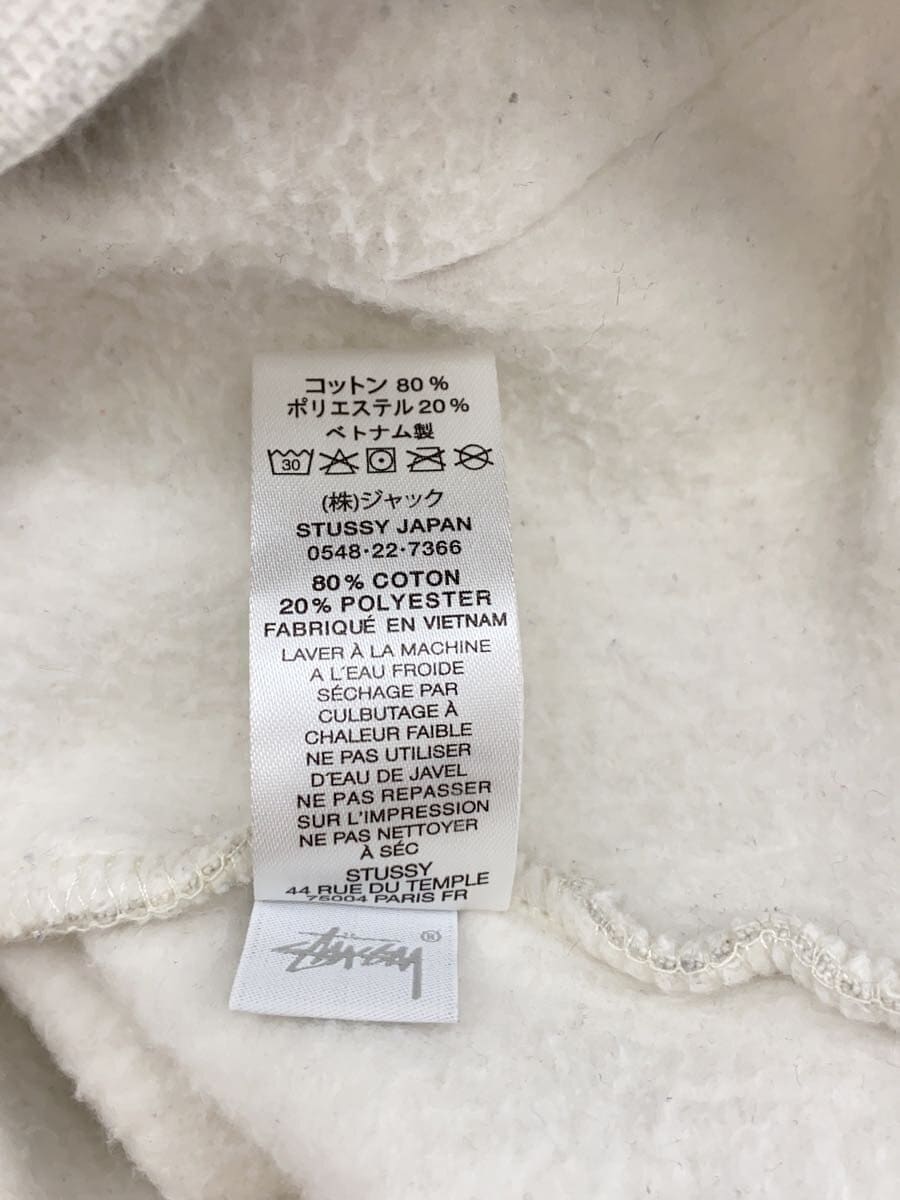 コットン 80 %
ポリエステル 20 %
ベトナム製
30
(株)ジャック
STUSSY JAPAN
0548·22·7366
80% COTON
20% POLYESTER
FABRIQUÉ EN VIETNAM
LAVER À LA MACHINE
A L'EAU FROIDE
SÉCHAGE PAR
CULBUTAGE À
CHALEUR FAIBLE
NE PAS UTILISER
D'EAU DE JAVEL
NE PAS REPASSER
SUR L'IMPRESSION
NE PAS NETTOYER
À SÉC
STUSSY
44 RUE DU TEMPLE
75004 PARIS FR
Stüssy ®